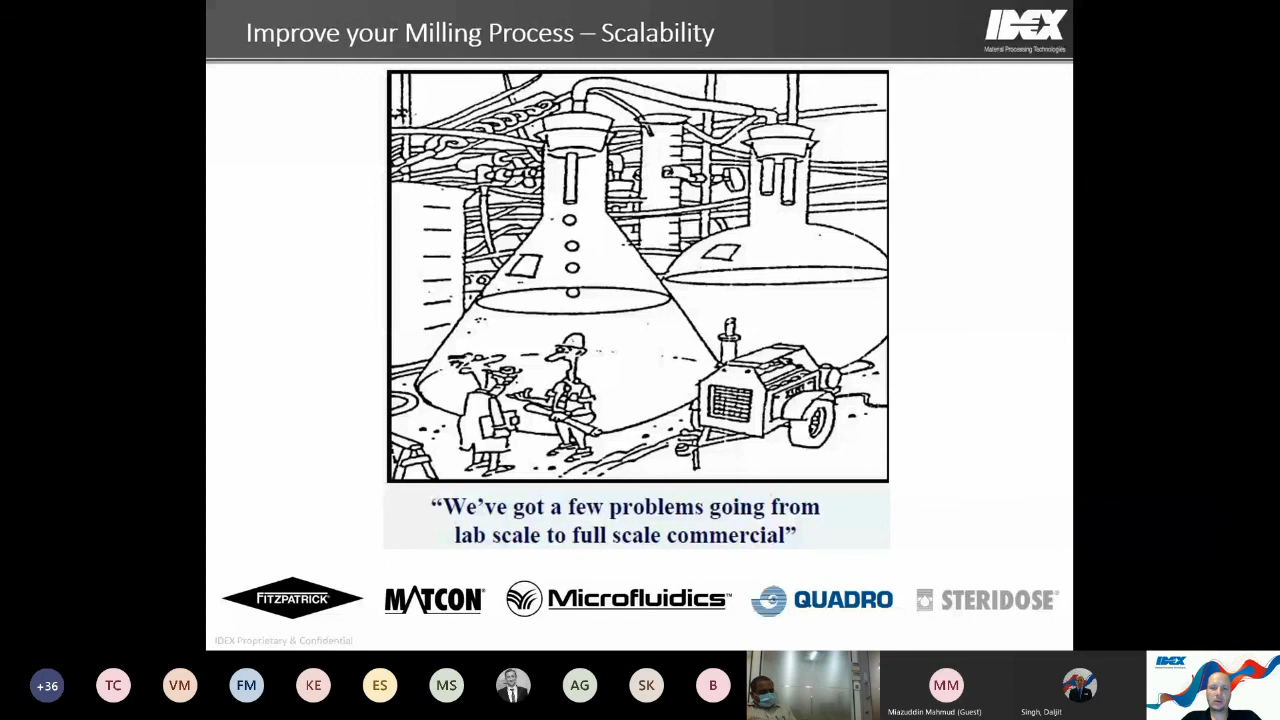 Improve your Milling Process – Scalability
IDEX
Material Processing Technologies
“We’ve got a few problems going from
lab scale to full scale commercial”
FITZPATRICK
MATCON®
Microfluidics™
QUADRO
STERIDOSE®
IDEX Proprietary & Confidential
+36
TC
VM
FM
KE
ES
MS
AG
SK
B
MM
Miazuddin Mahmud (Guest)
Singh, Daljit
IDEX